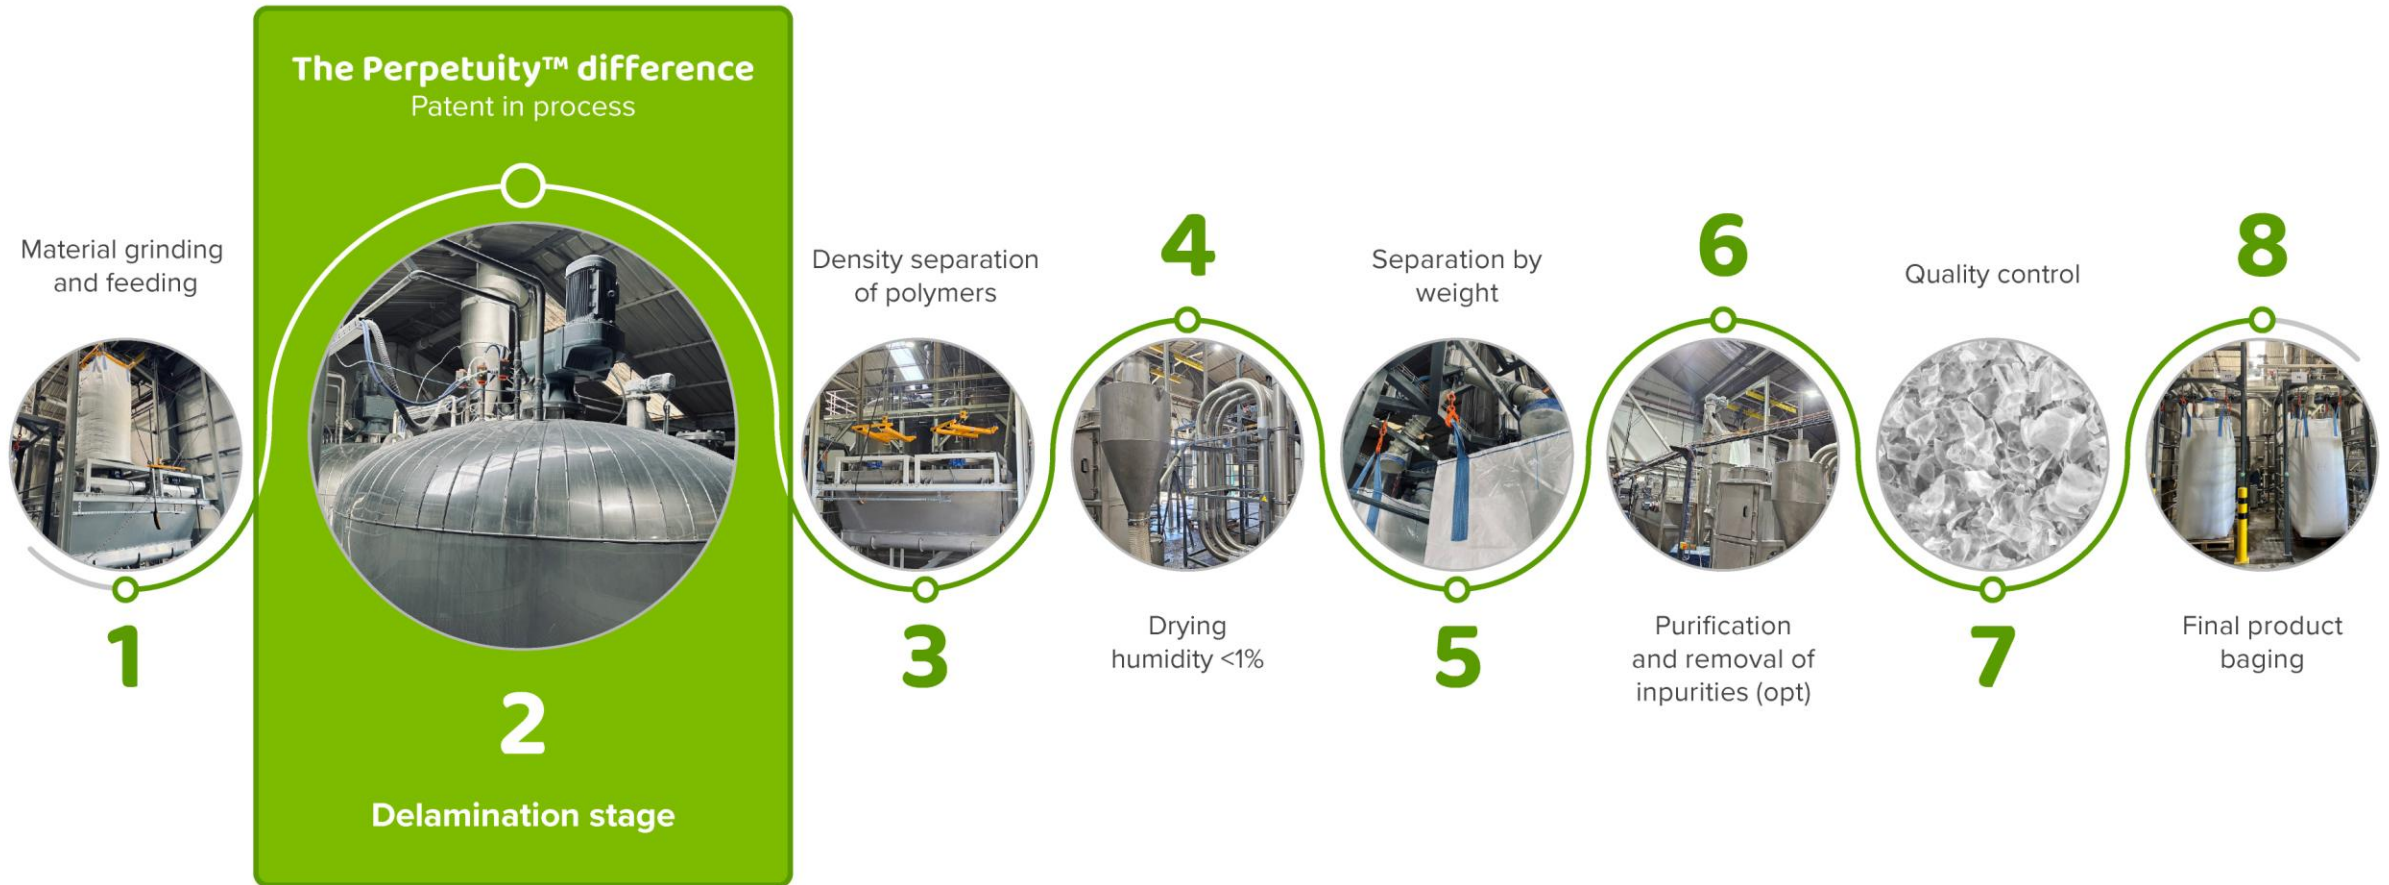 The Perpetuity™ difference
Patent in process
Material grinding
and feeding
1
2
Delamination stage
Density separation
of polymers
3
4
Drying
humidity <1%
Separation by
weight
5
6
Purification
and removal of
inpurities (opt)
Quality control
7
8
Final product
baging